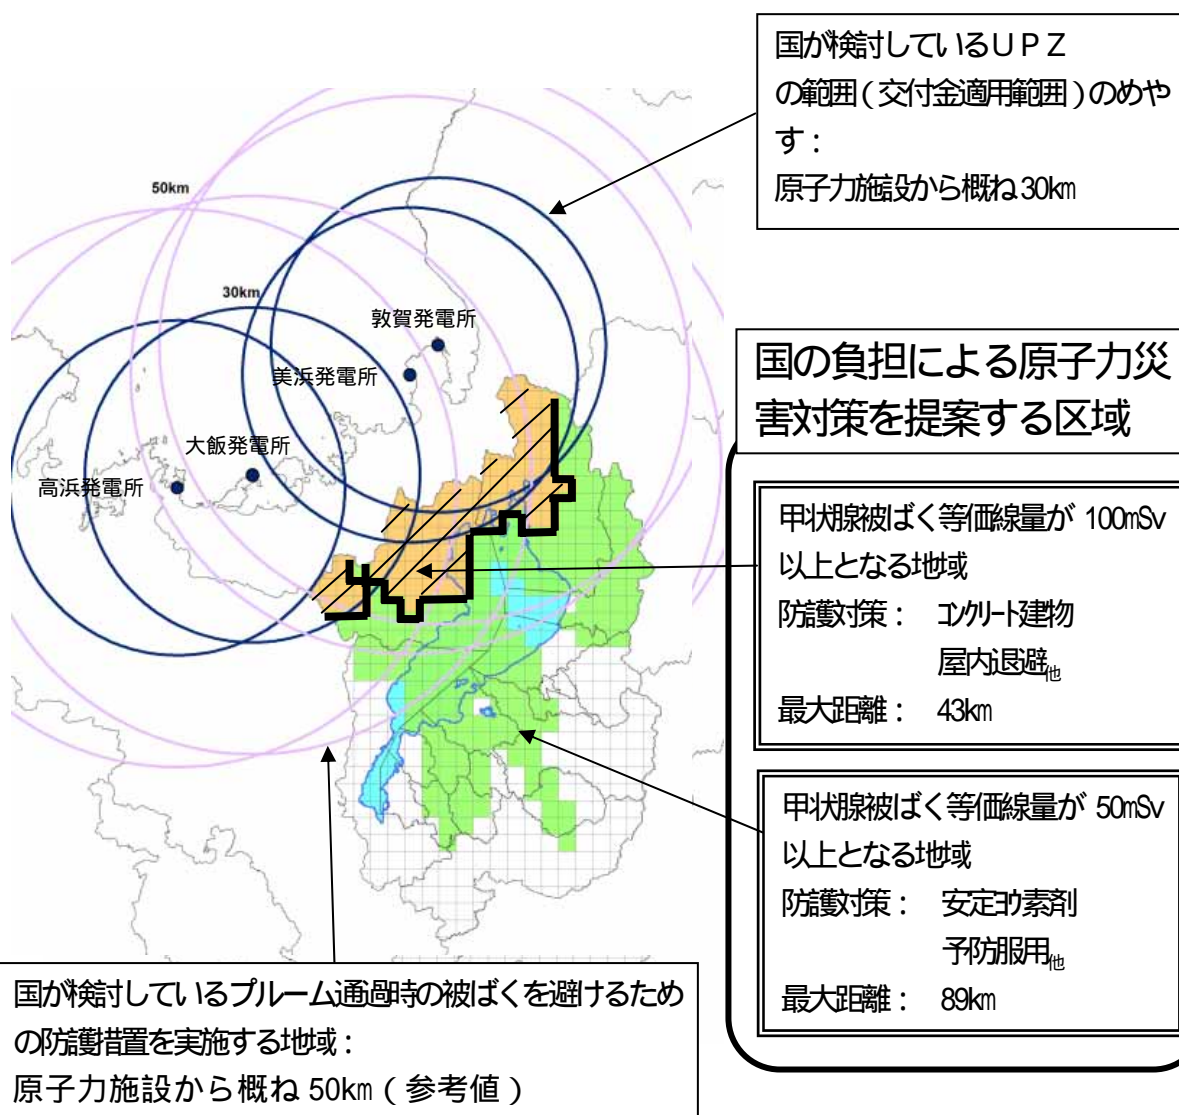 国が検討しているＵＰＺ
の範囲（交付金適用範囲）のめや
す：
原子力施設から概ね30km
50km
30km
敦賀発電所
美浜発電所
大飯発電所
高浜発電所
国の負担による原子力災
害対策を提案する区域
甲状腺被ばく等価線量が 100mSv
以上となる地域
防護対策： コンクリート建物
屋内退避他
最大距離： 43km
甲状腺被ばく等価線量が 50mSv
以上となる地域
防護対策： 安定ヨウ素剤
予防服用他
最大距離： 89km
国が検討しているプルーム通過時の被ばくを避けるため
の防護措置を実施する地域：
原子力施設から概ね 50km（参考値）